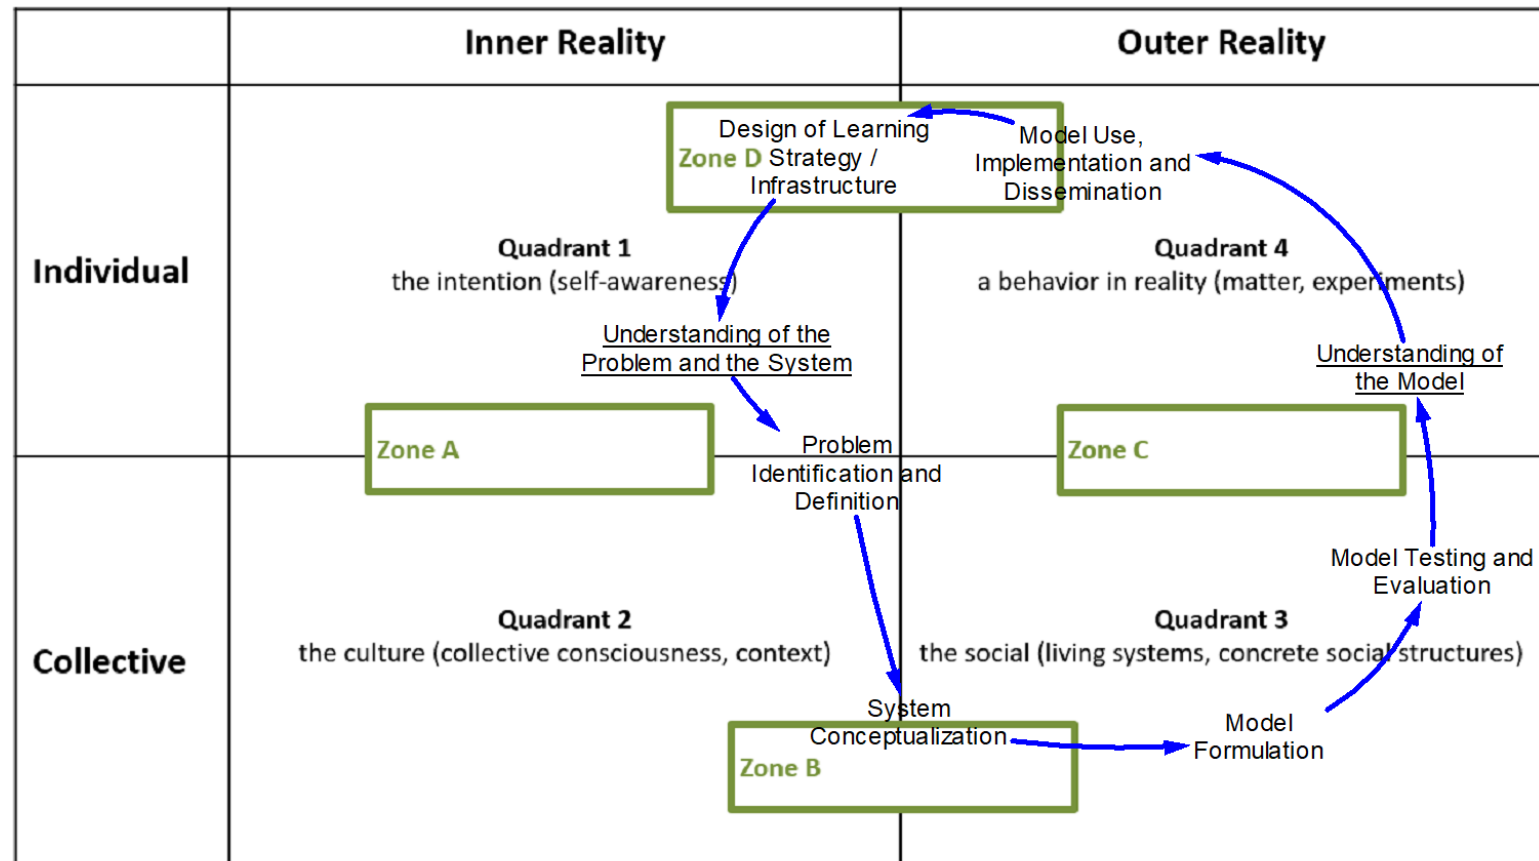 Inner Reality
Outer Reality
Individual
Design of Learning
Zone D Strategy /
Infrastructure
Model Use,
Implementation and
Dissemination
Quadrant 1
the intention (self-awareness)
Quadrant 4
a behavior in reality (matter, experiments)
Understanding of the
Problem and the System
Understanding of
the Model
Zone A
Problem
Identification and
Definition
Zone C
Collective
Model Testing and
Evaluation
Quadrant 2
the culture (collective consciousness, context)
Quadrant 3
the social (living systems, concrete social structures)
System
Conceptualization
Model
Formulation
Zone B